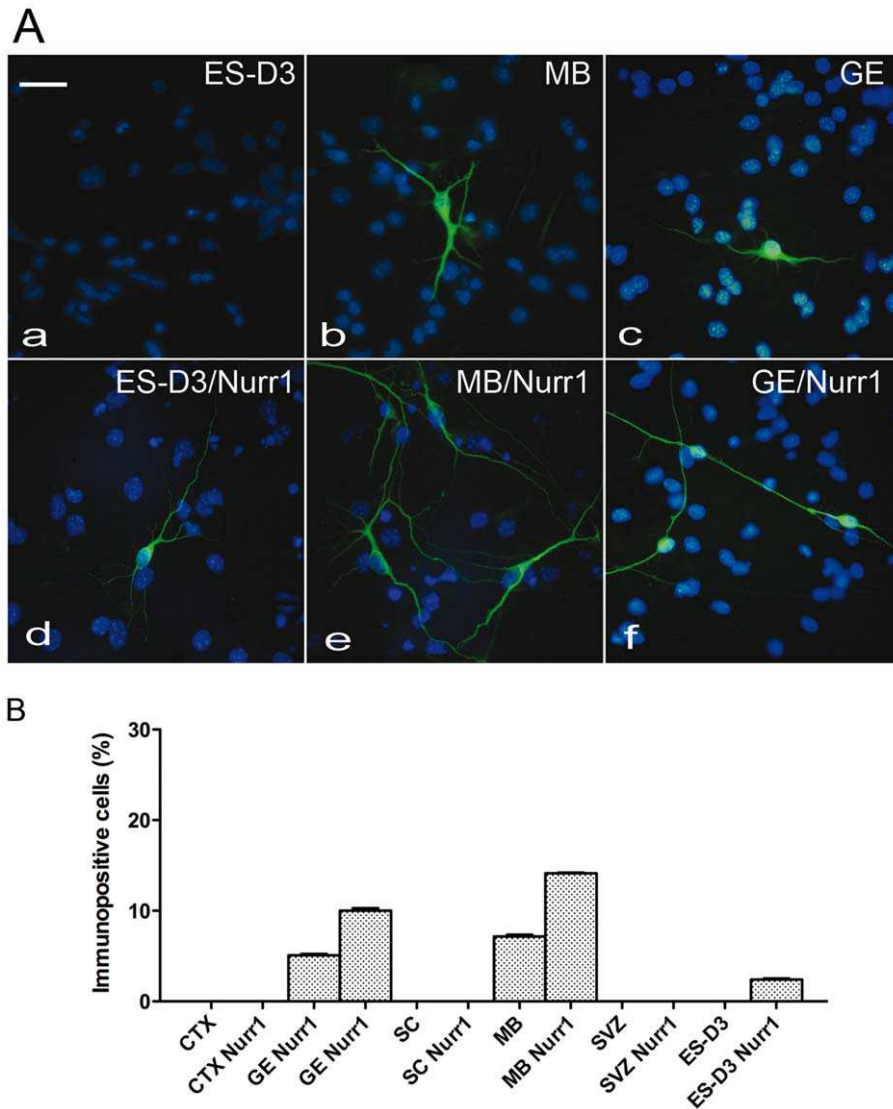 A
ES-D3
MB
GE
a
b
c
ES-D3/Nurr1
MB/Nurr1
GE/Nurr1
d
e
f
B
Immunopositive cells (%)
30
20
10
0
CTX
CTX Nurr1
GE Nurr1
GE Nurr1
SC
SC Nurr1
MB
MB Nurr1
SVZ
SVZ Nurr1
ES-D3
ES-D3 Nurr1